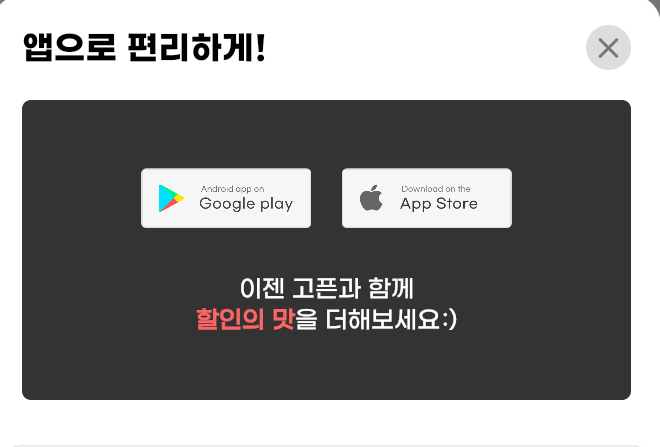 앱으로 편리하게!
Android app on
Google play
Download on the
App Store
이젠 고픈과 함께
할인의 맛을 더해보세요:)